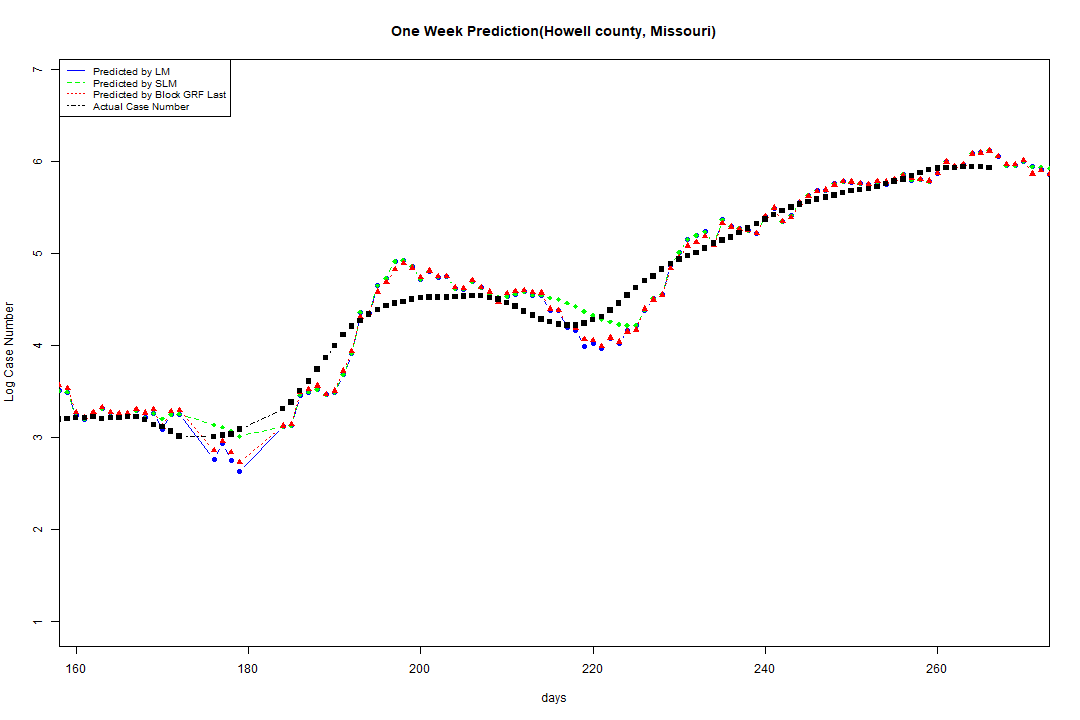 One Week Prediction(Howell county, Missouri)
Predicted by LM
Predicted by SLM
Predicted by Block GRF Last
Actual Case Number
7
6
5
4
3
2
1
Log Case Number
160 180 200 220 240 260
days